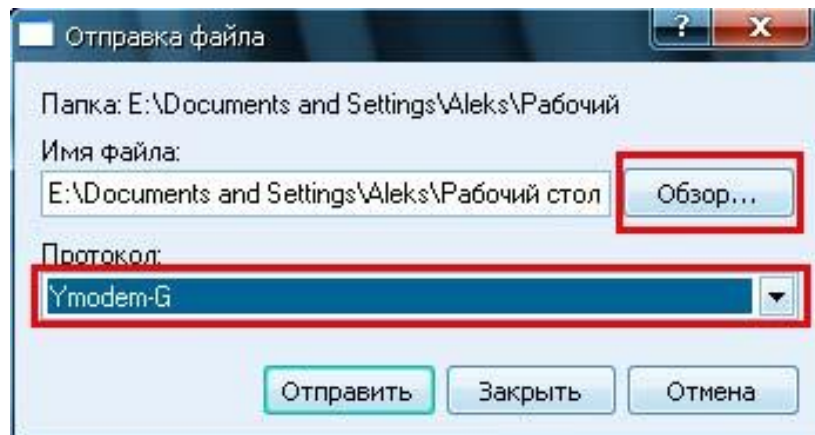 Отправка файла
? X
Папка: E:\Documents and Settings\Aleks\Рабочий
Имя файла:
E:\Documents and Settings\Aleks\Рабочий стол
Обзор...
Протокол:
Ymodem-G
Отправить Закрыть Отмена